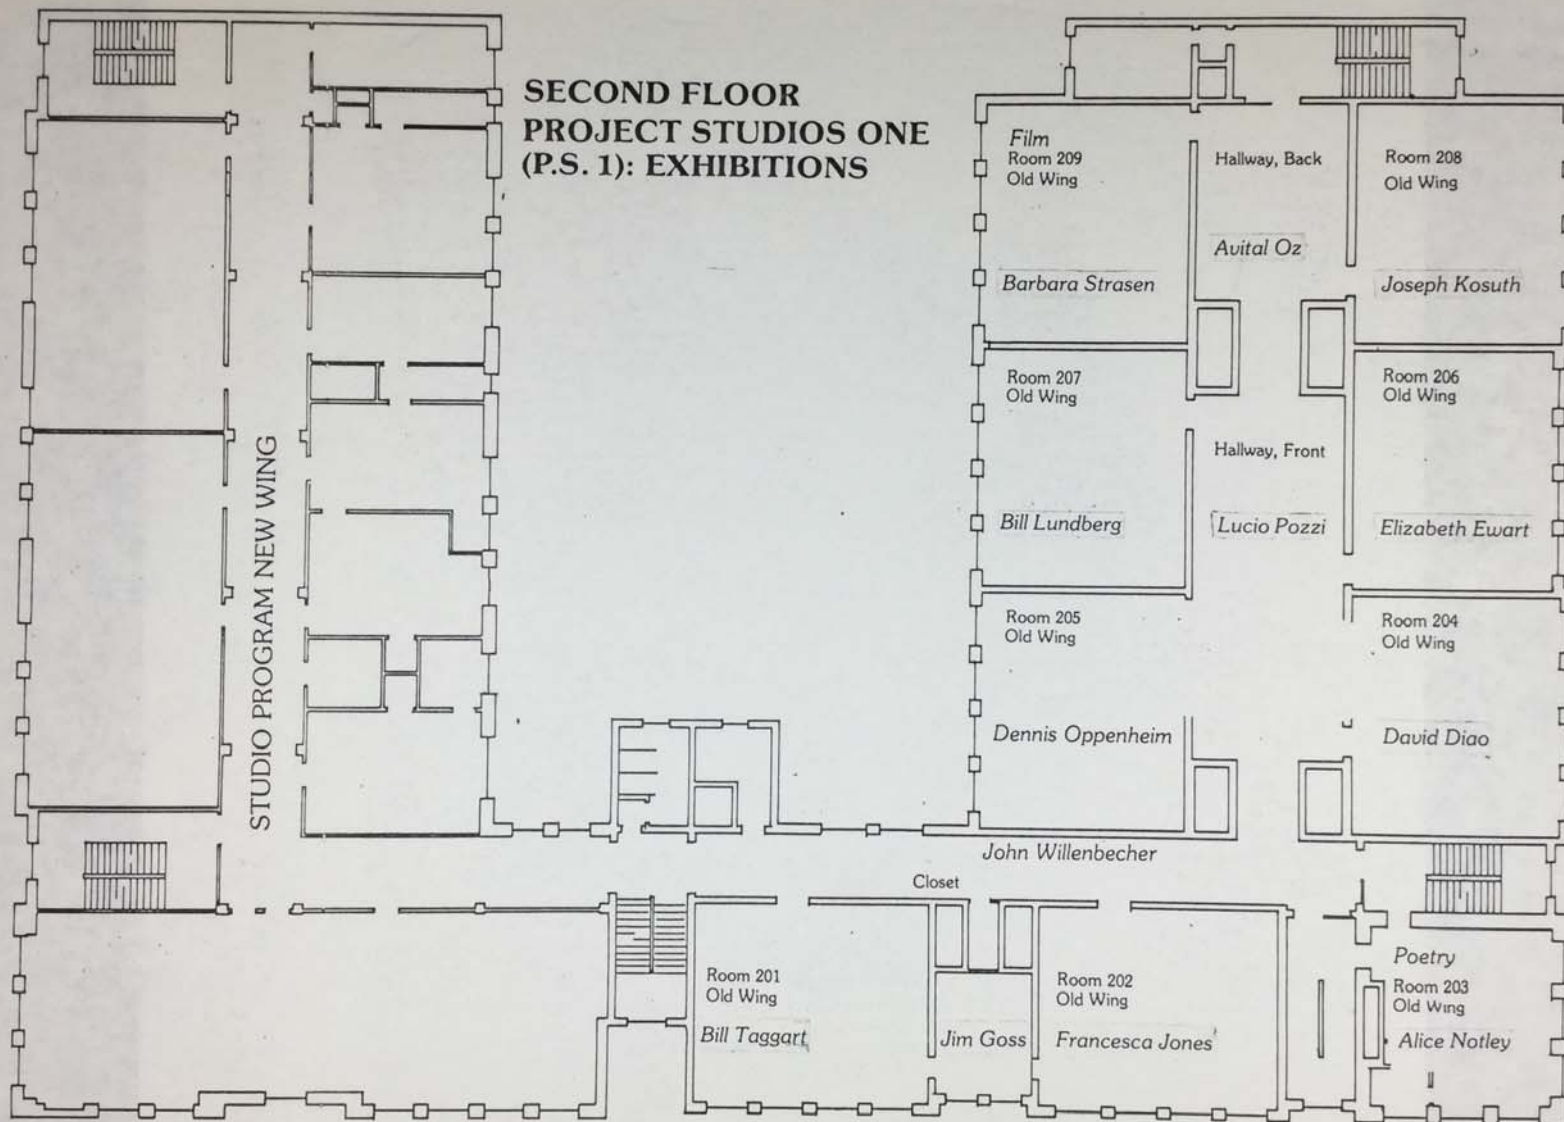 SECOND FLOOR
PROJECT STUDIOS ONE
(P.S. 1): EXHIBITIONS
STUDIO PROGRAM NEW WING
Film
Room 209
Old Wing
Barbara Strasen
Hallway, Back
Avital Oz
Room 208
Old Wing
Joseph Kosuth
Room 207
Old Wing
Bill Lundberg
Hallway, Front
Lucio Pozzi
Room 206
Old Wing
Elizabeth Ewart
Room 205
Old Wing
Dennis Oppenheim
Room 204
Old Wing
David Diao
John Willenbecher
Closet
Room 201
Old Wing
Bill Taggart
Jim Goss
Room 202
Old Wing
Francesca Jones
Poetry
Room 203
Old Wing
Alice Notley